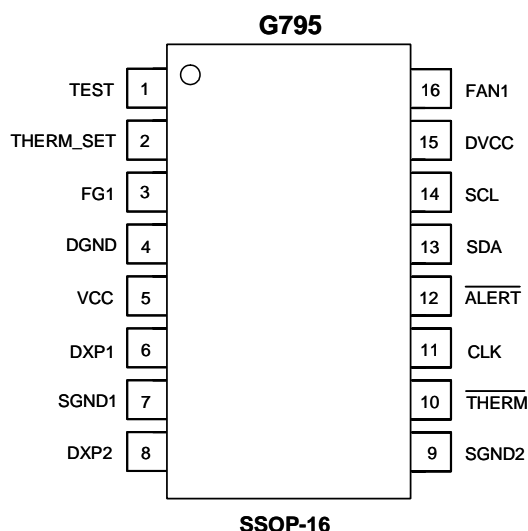 G795
TEST 1 16 FAN1
THERM_SET 2 15 DVCC
FG1 3 14 SCL
DGND 4 13 SDA
VCC 5 12 ALERT
DXP1 6 11 CLK
SGND1 7 10 THERM
DXP2 8 9 SGND2
SSOP-16